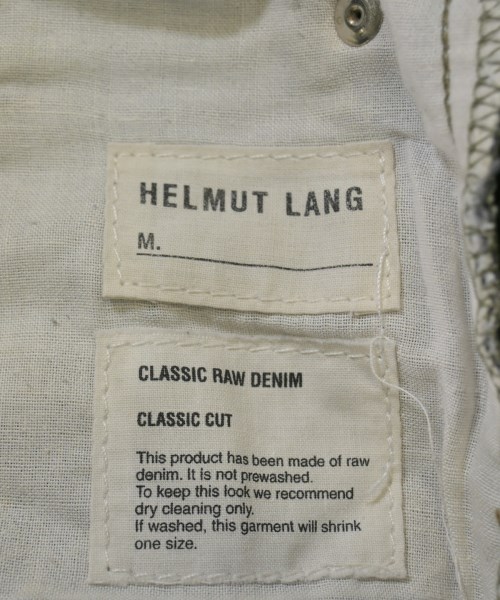 HELMUT LANG
M.
CLASSIC RAW DENIM
CLASSIC CUT
This product has been made of raw
denim. It is not prewashed.
To keep this look we recommend
dry cleaning only.
If washed, this garment will shrink
one size.